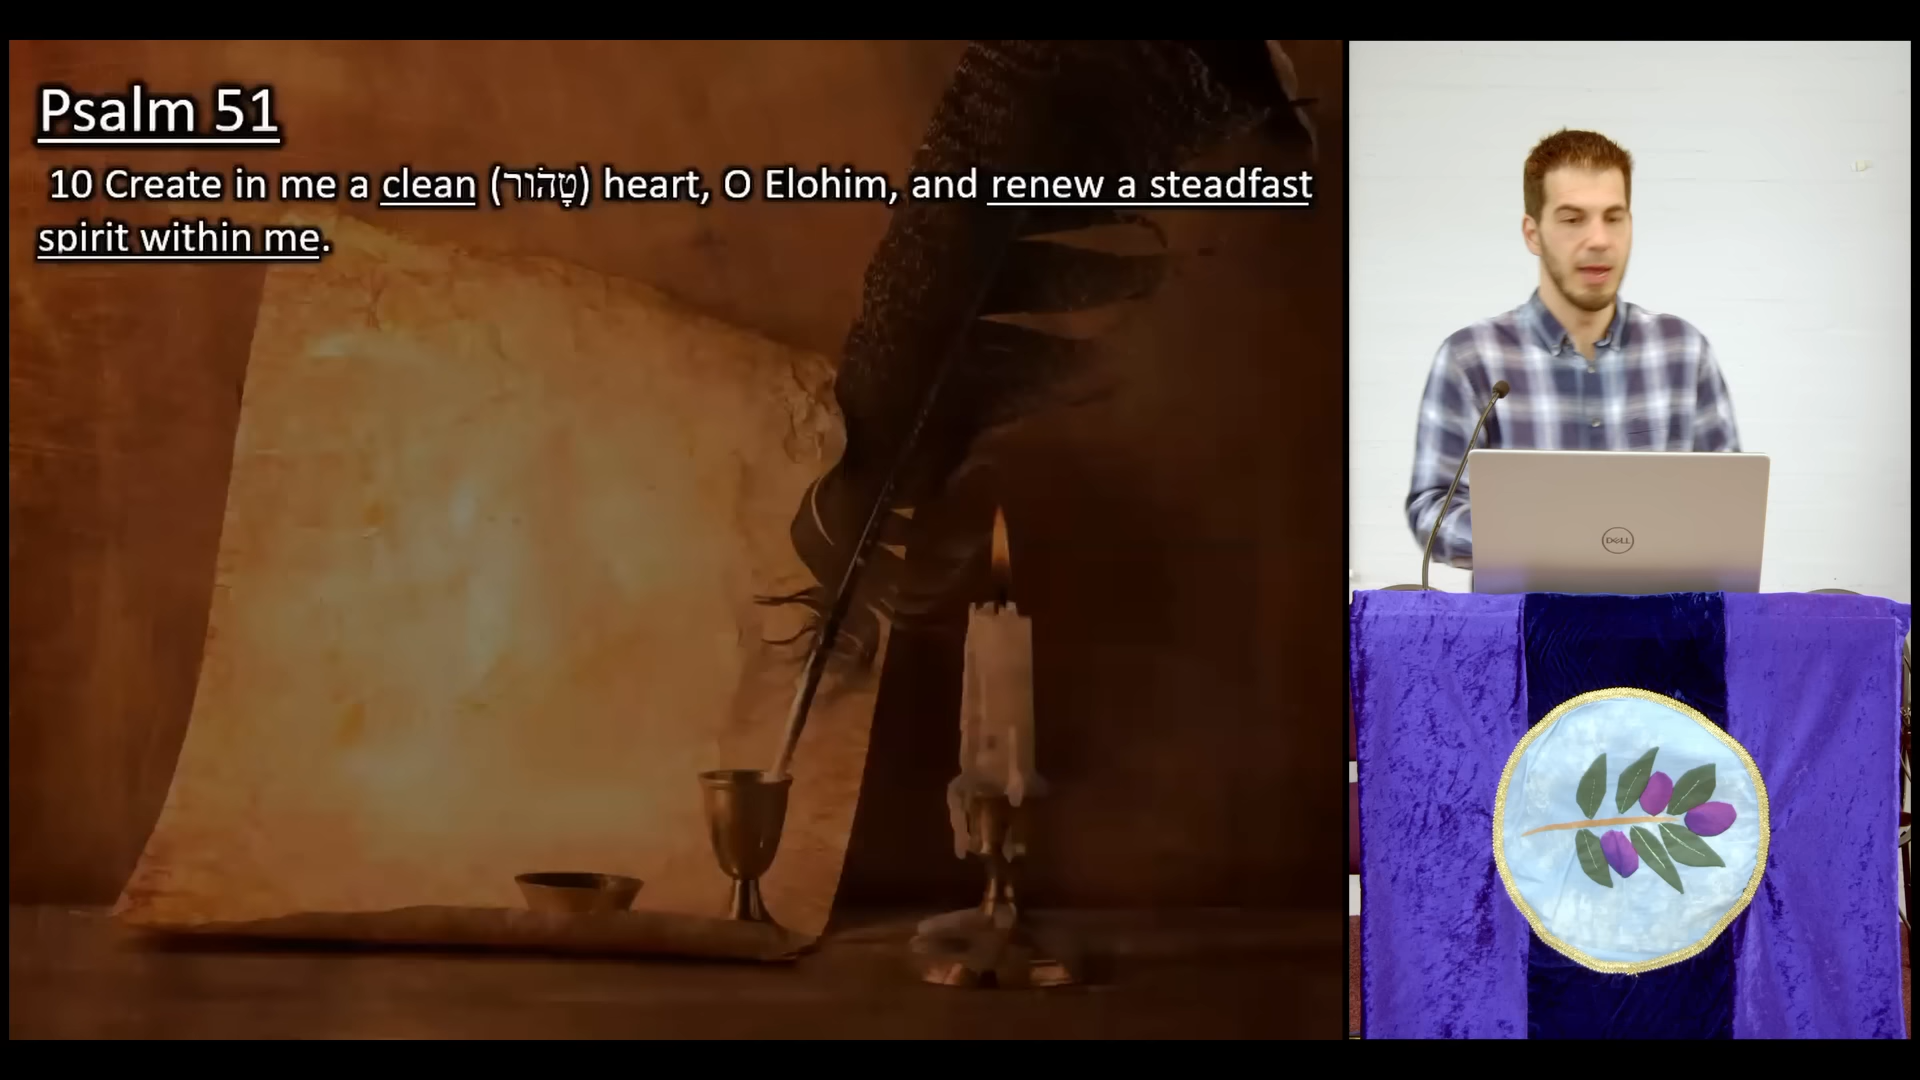 Psalm 51
10 Create in me a clean (טָהוֹר) heart, O Elohim, and renew a steadfast
spirit within me.
DELL